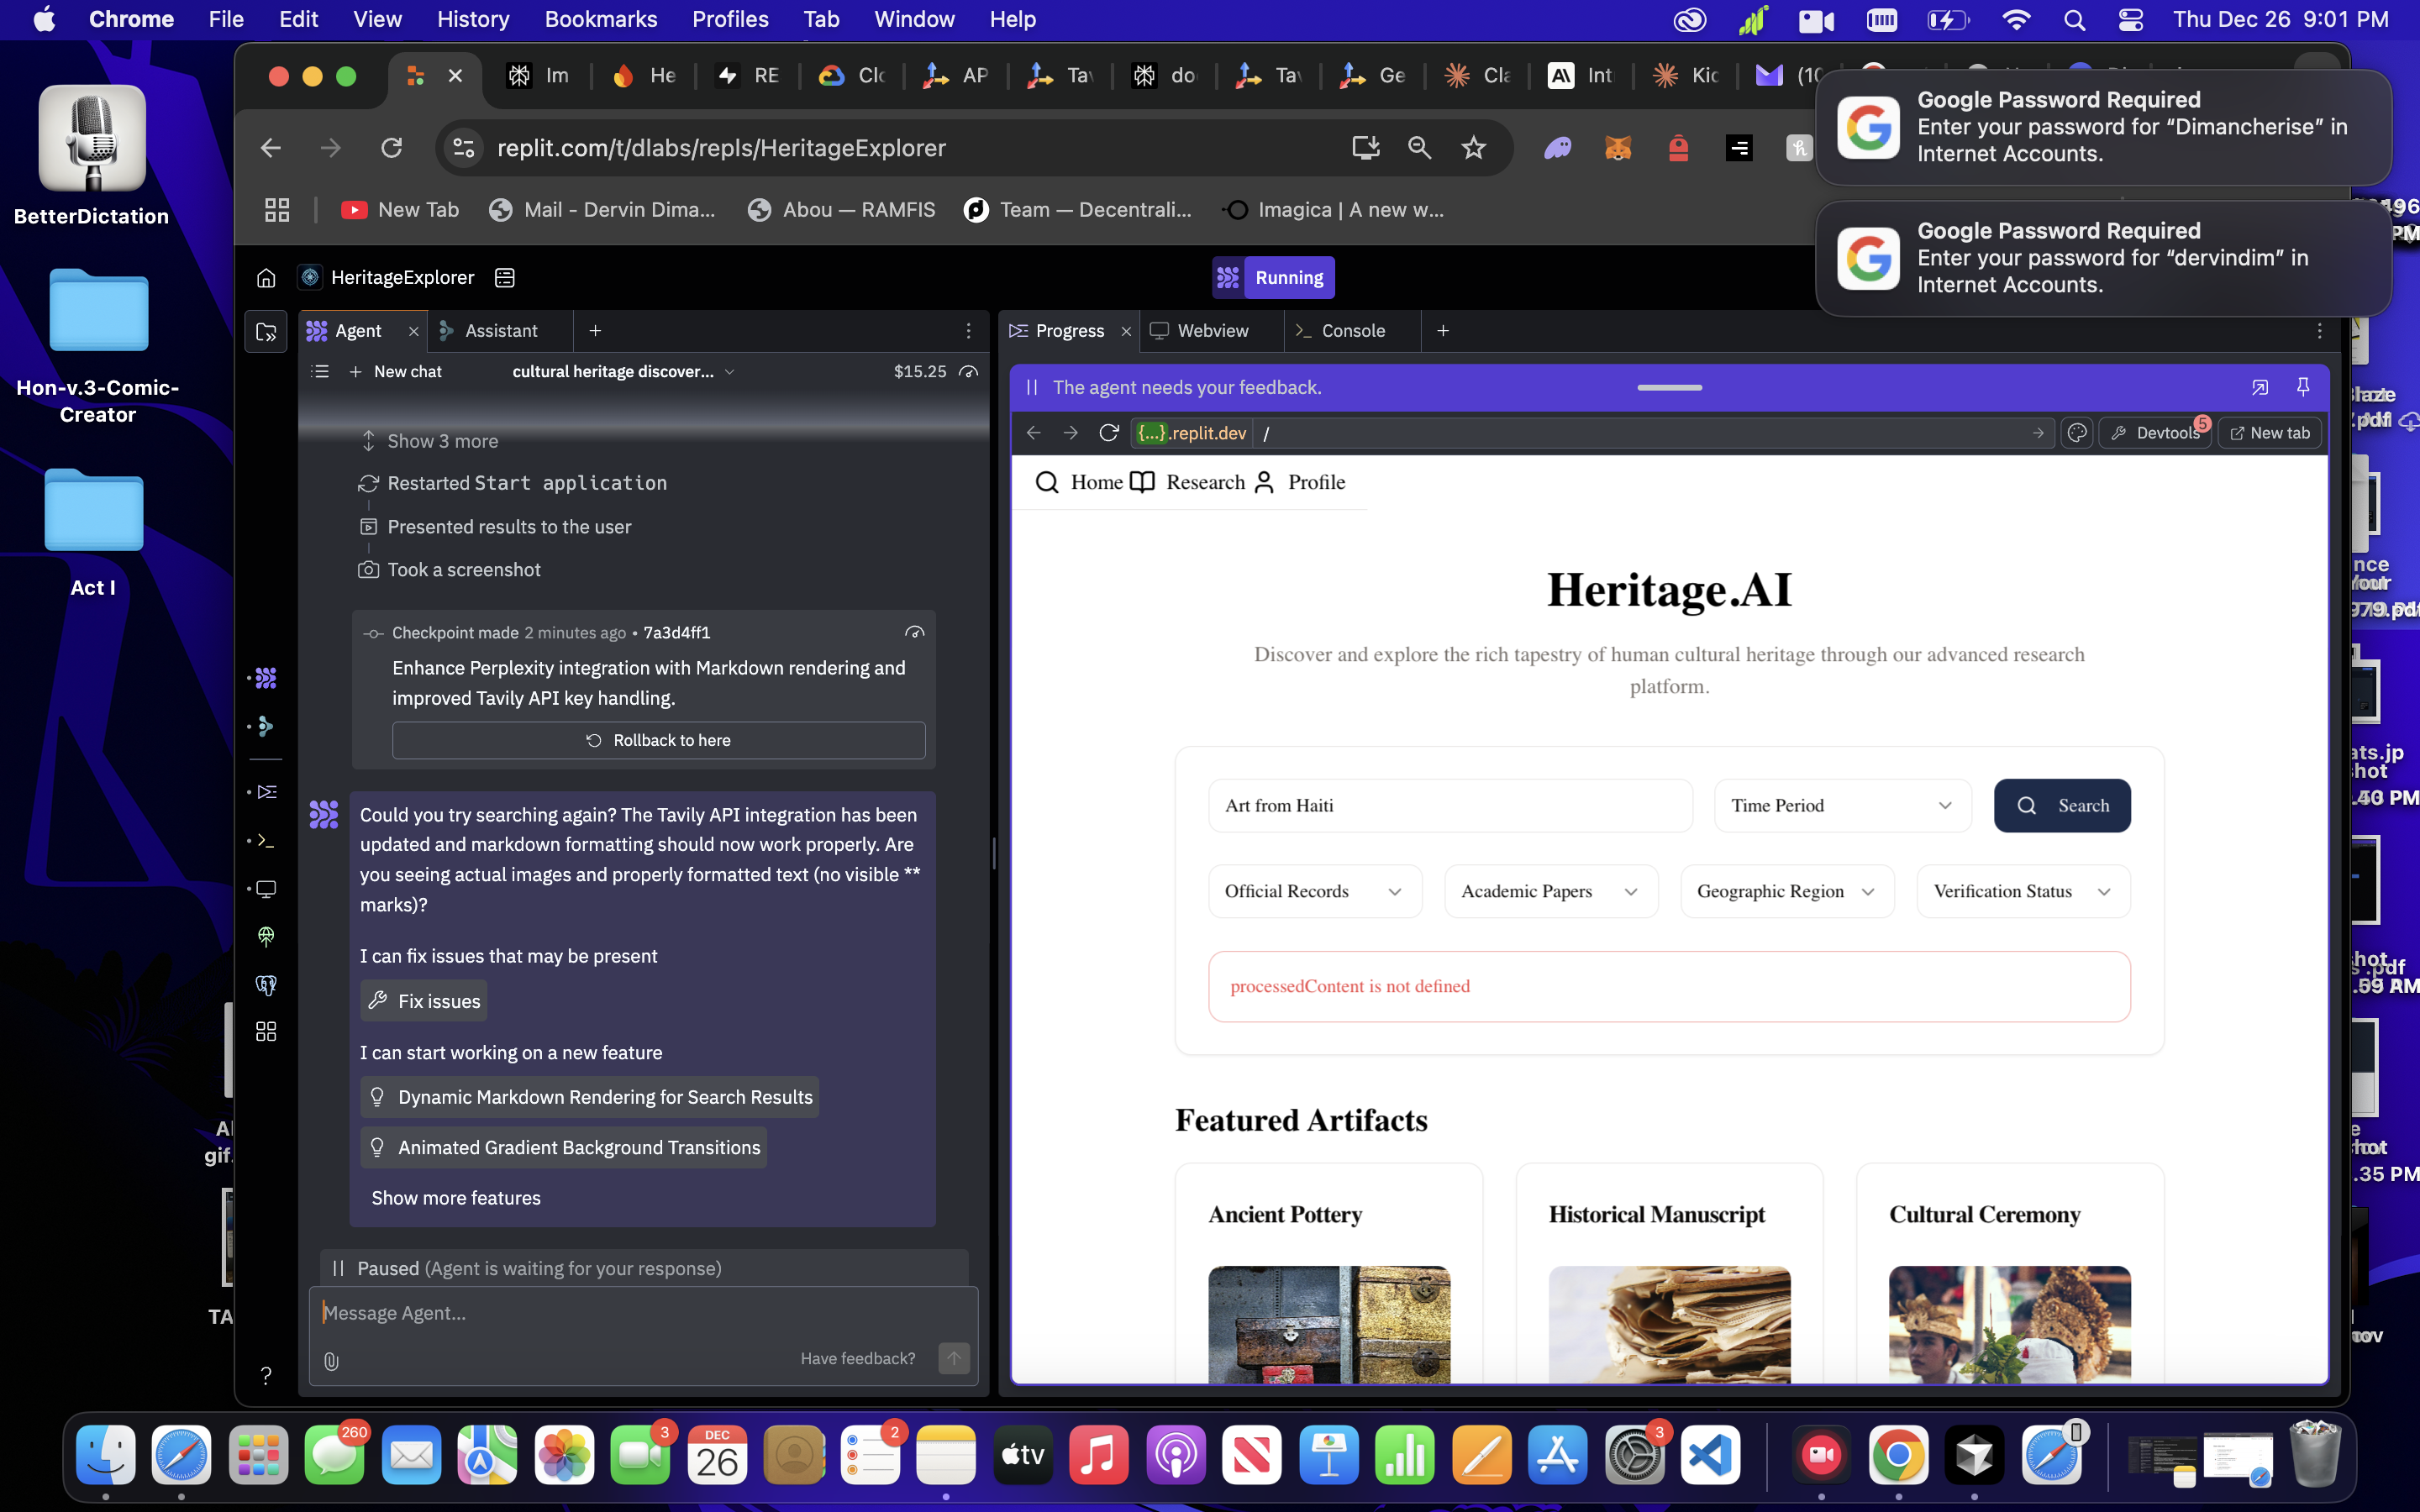 Chrome File Edit View History Bookmarks Profiles Tab Window Help
Thu Dec 26 9:01 PM
BetterDictation
Hon-v.3-Comic-
Creator
Act I
Im
He
RE
Clo
AP
Tav
do
Tav
Ge
Cla
Int
Kic
(10
replit.com/t/dlabs/repls/HeritageExplorer
New Tab
Mail - Dervin Dima...
Abou — RAMFIS
Team — Decentrali...
Imagica | A new w...
Google Password Required
Enter your password for “Dimancherise” in
Internet Accounts.
Google Password Required
Enter your password for “dervindim” in
Internet Accounts.
HeritageExplorer
Running
Agent
Assistant
New chat
cultural heritage discover...
$15.25
Show 3 more
Restarted Start application
Presented results to the user
Took a screenshot
Checkpoint made 2 minutes ago • 7a3d4ff1
Enhance Perplexity integration with Markdown rendering and
improved Tavily API key handling.
Rollback to here
Could you try searching again? The Tavily API integration has been
updated and markdown formatting should now work properly. Are
you seeing actual images and properly formatted text (no visible **
marks)?
I can fix issues that may be present
Fix issues
I can start working on a new feature
Dynamic Markdown Rendering for Search Results
Animated Gradient Background Transitions
Show more features
Paused (Agent is waiting for your response)
Message Agent...
Have feedback?
?
Progress
Webview
Console
The agent needs your feedback.
{...}.replit.dev /
Devtools 5
New tab
Home Research Profile
Heritage.AI
Discover and explore the rich tapestry of human cultural heritage through our advanced research
platform.
Art from Haiti
Time Period
Search
Official Records
Academic Papers
Geographic Region
Verification Status
processedContent is not defined
Featured Artifacts
Ancient Pottery
Historical Manuscript
Cultural Ceremony
gif.
TA
nce
.35 PM
260
3
DEC
26
2
tv
3